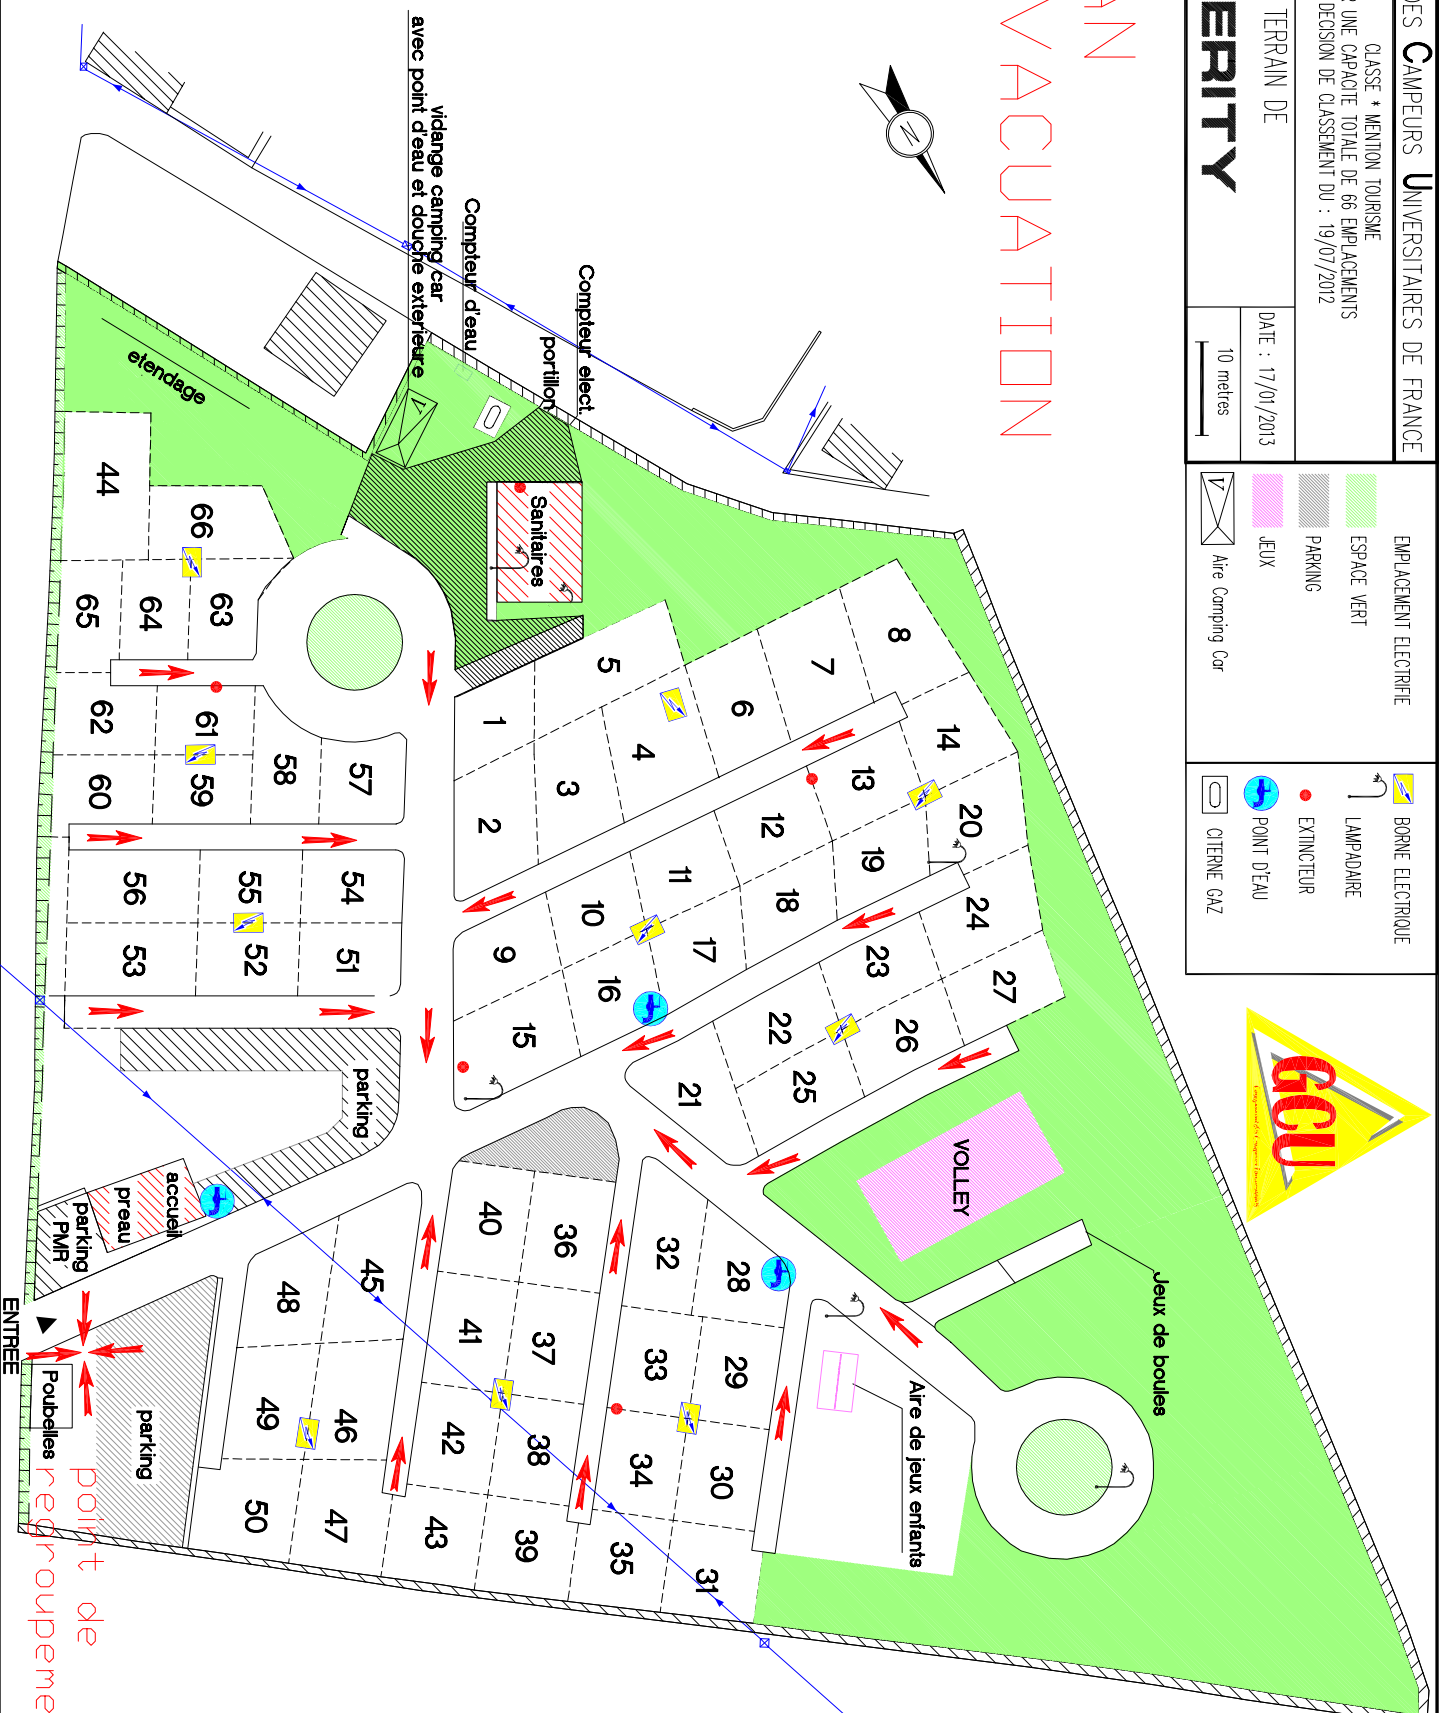 DES CAMPEURS UNIVERSITAIRES DE FRANCE
CLASSE * MENTION TOURISME
UNE CAPACITE TOTALE DE 66 EMPLACEMENTS
DECISION DE CLASSEMENT DU : 19/07/2012
TERRAIN DE
ERITY
DATE : 17/01/2013
10 metres
EMPLACEMENT ELECTRIFIE
ESPACE VERT
PARKING
JEUX
V
Aire Camping Car
BORNE ELECTRIQUE
LAMPADAIRE
EXTINCTEUR
POINT D'EAU
CITERNE GAZ
GCU
AN
VACUATION
N
Compteur elect.
portillon
Compteur d'eau
vidange camping car
avec point d'eau et douche exterieure
V
etendage
Sanitaires
8
7
6
5
4
3
1
2
14
13
12
11
10
9
20
19
18
17
16
15
24
23
22
21
27
26
25
44
66
65
64
63
62
61
60
59
58
57
56
55
54
53
52
51
VOLLEY
Jeux de boules
Aire de jeux enfants
28
29
30
31
32
33
34
35
36
37
38
39
40
41
42
43
45
46
47
48
49
50
parking
accueil
preau
parking
PMR
ENTREE
Poubelles
parking
point de
regroupeme